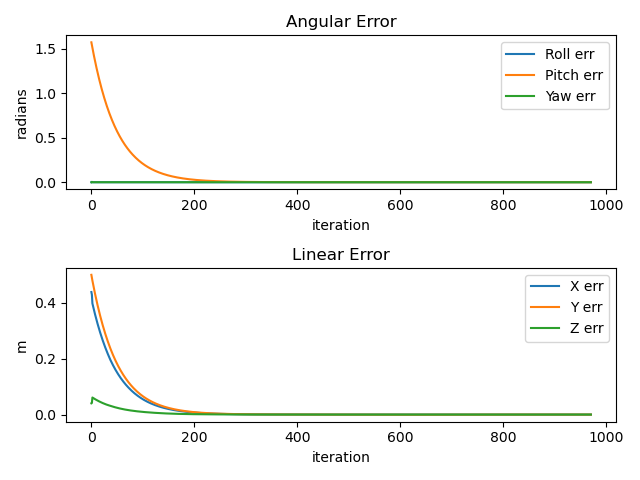 Angular Error
1.5
1.0
0.5
0.0
radians
Roll err
Pitch err
Yaw err
0 200 400 600 800 1000
iteration
Linear Error
0.4
0.2
0.0
m
X err
Y err
Z err
0 200 400 600 800 1000
iteration